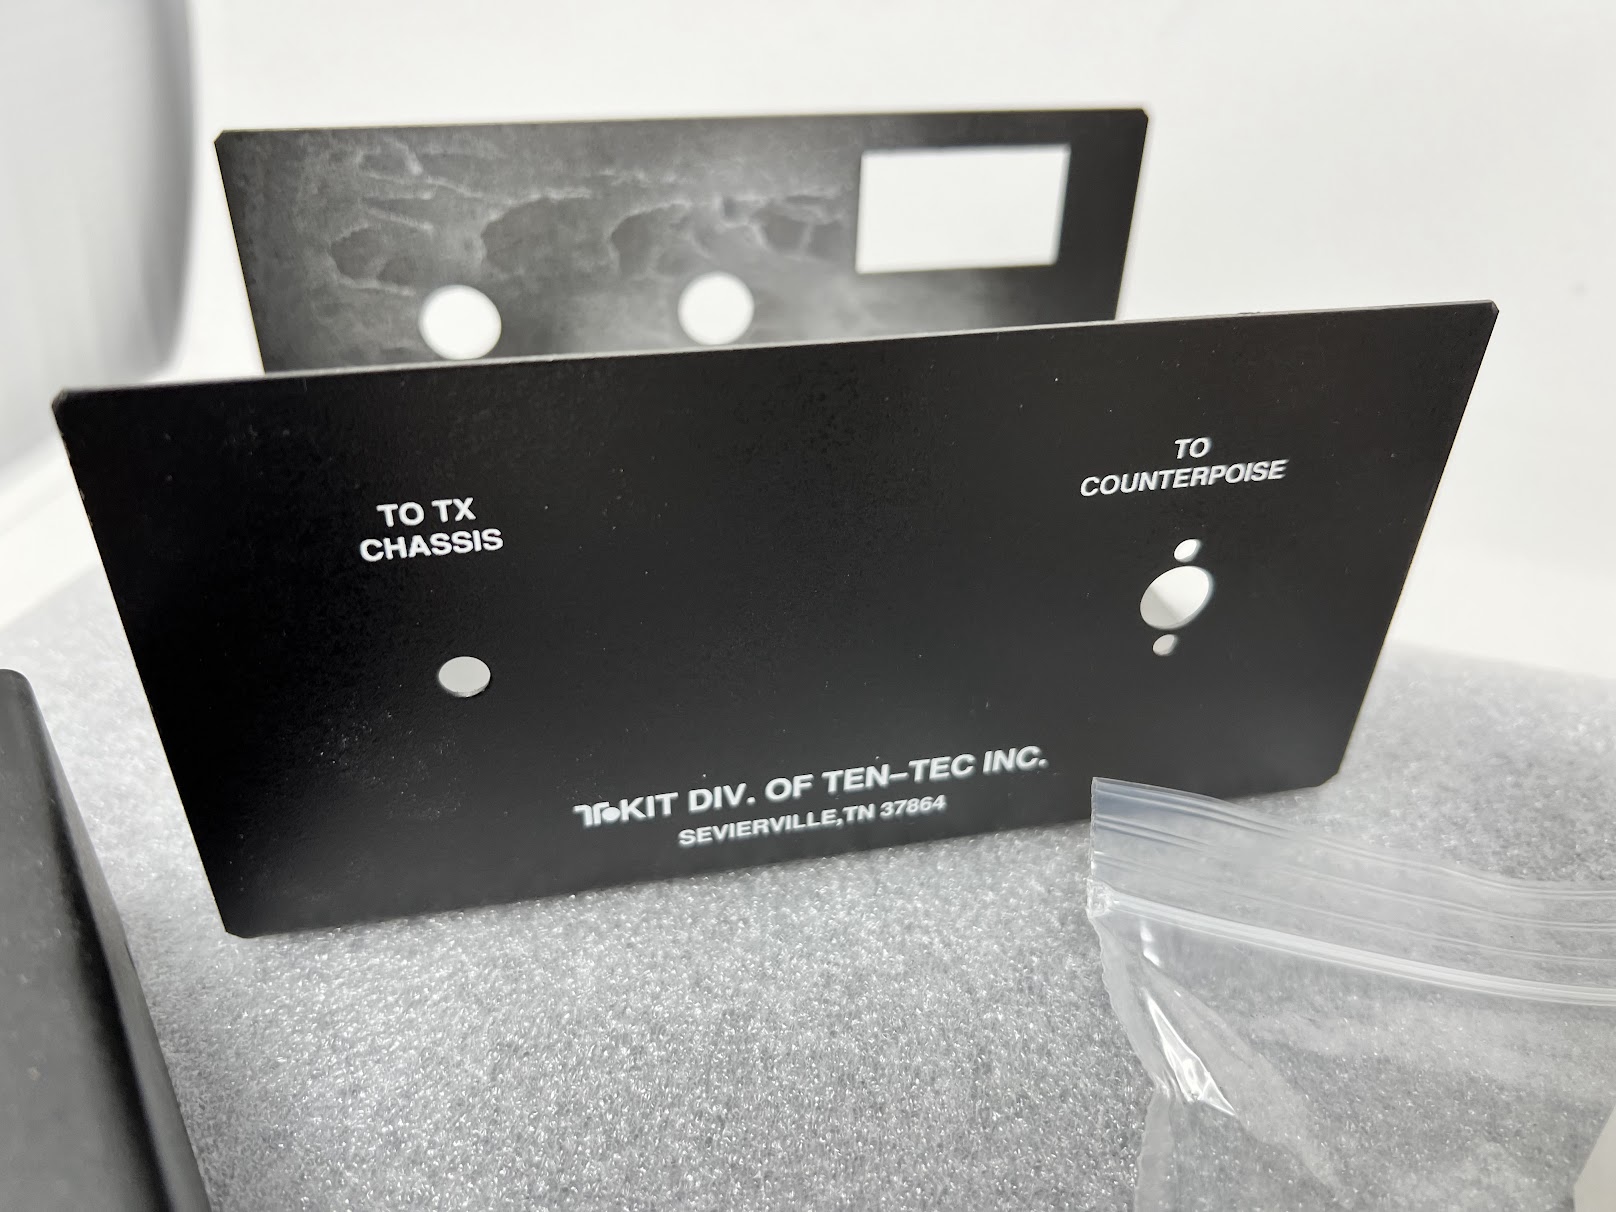 TO TX
CHASSIS
TO
COUNTERPOISE
T-KIT DIV. OF TEN-TEC INC.
SEVIERVILLE,TN 37864